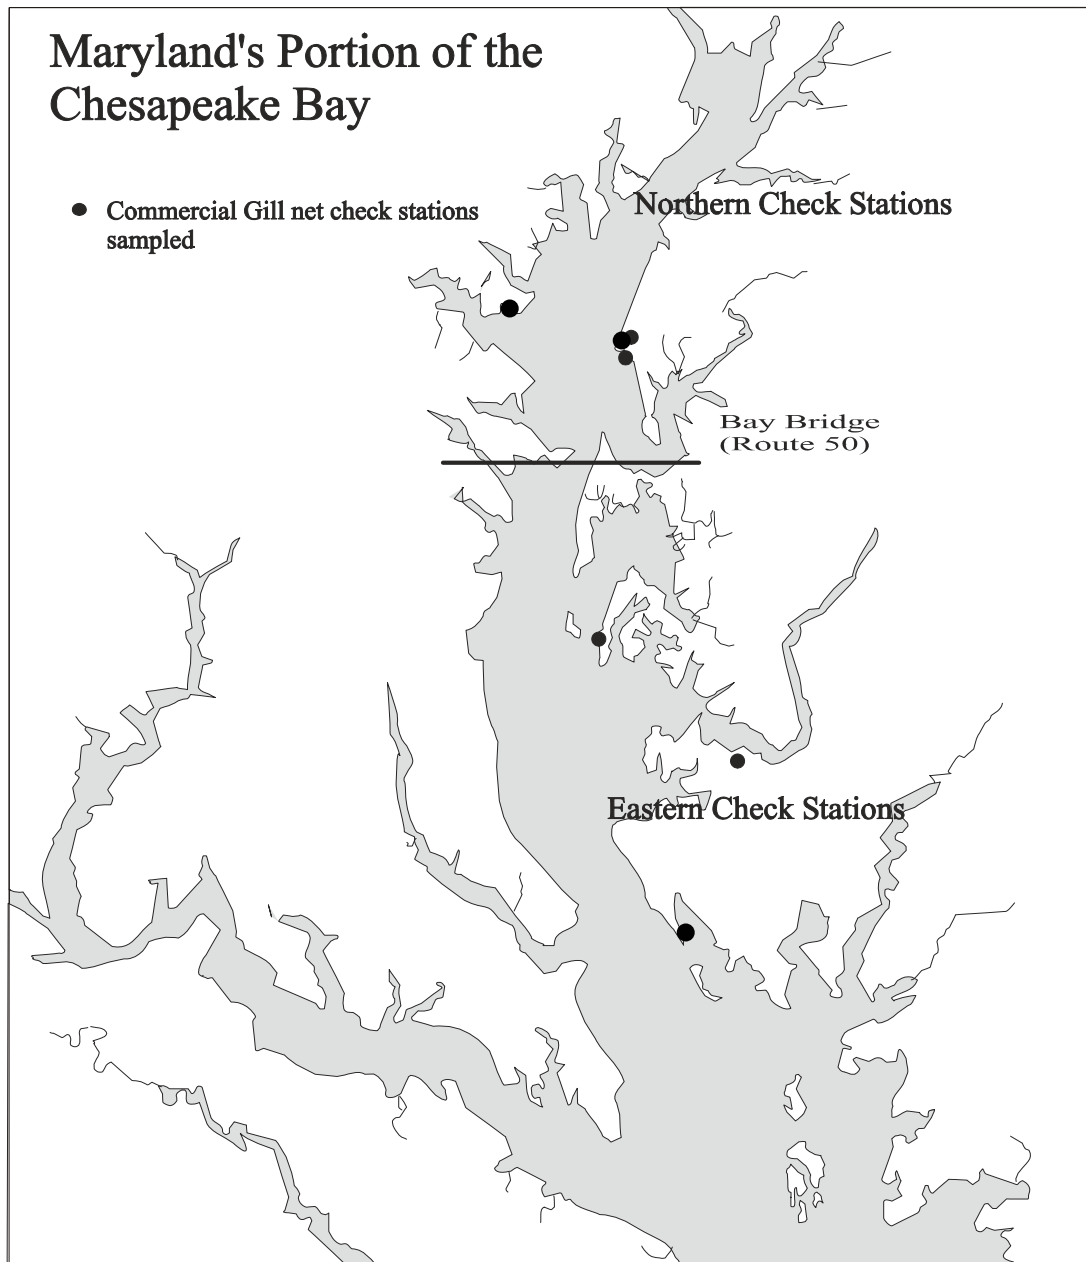 Maryland's Portion of the
Chesapeake Bay
Commercial Gill net check stations
sampled
Northern Check Stations
Bay Bridge
(Route 50)
Eastern Check Stations